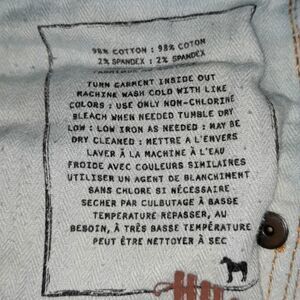 98% COTTON : 98% COTON
2% SPANDEX : 2% SPANDEX
TURN GARMENT INSIDE OUT
MACHINE WASH COLD WITH LIKE
COLORS : USE ONLY NON-CHLORINE
BLEACH WHEN NEEDED TUMBLE DRY
LOW : LOW IRON AS NEEDED : MAY BE
DRY CLEANED : METTRE A L'ENVERS
LAVER À LA MACHINE À L'EAU
FROIDE AVEC COULEURS SIMILAIRES
UTILISER UN AGENT DE BLANCHIMENT
SANS CHLORE SI NÉCESSAIRE
SECHER PAR CULBUTAGE À BASSE
TEMPERATURE REPASSER, AU
BESOIN, À TRÈS BASSE TEMPÉRATURE
PEUT ÊTRE NETTOYER À SEC